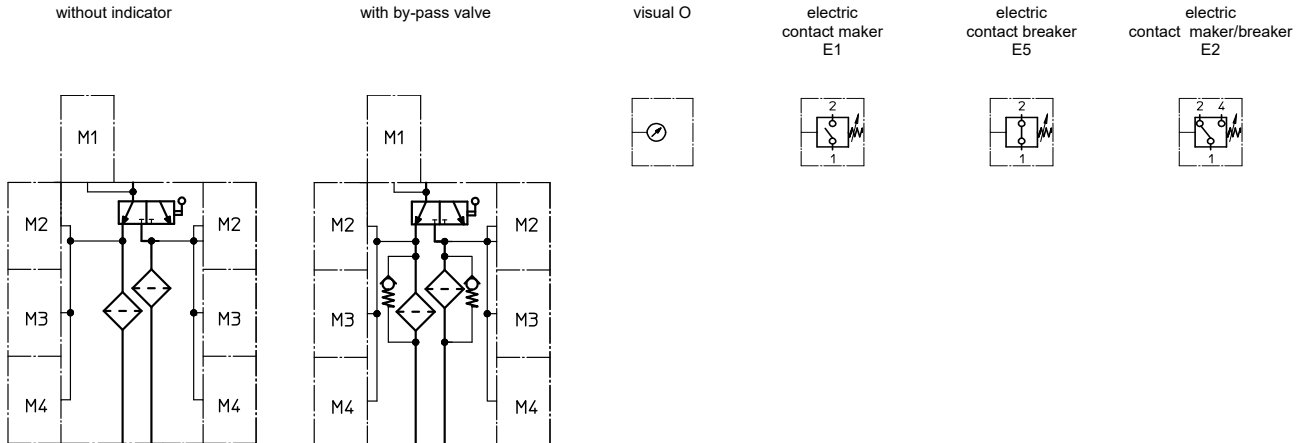 without indicator
with by-pass valve
visual O
electric
contact maker
E1
electric
contact breaker
E5
electric
contact maker/breaker
E2
2
1
2
1
2 4
1
M1
M1
M2 M2
M2 M2
M3 M3
M3 M3
M4 M4
M4 M4